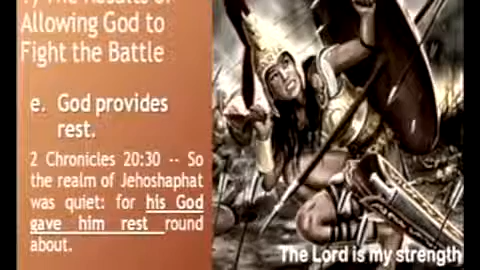 The Results of
Allowing God to
Fight the Battle
e. God provides
rest.
2 Chronicles 20:30 -- So
the realm of Jehoshaphat
was quiet: for his God
gave him rest round
about.
The Lord is my strength